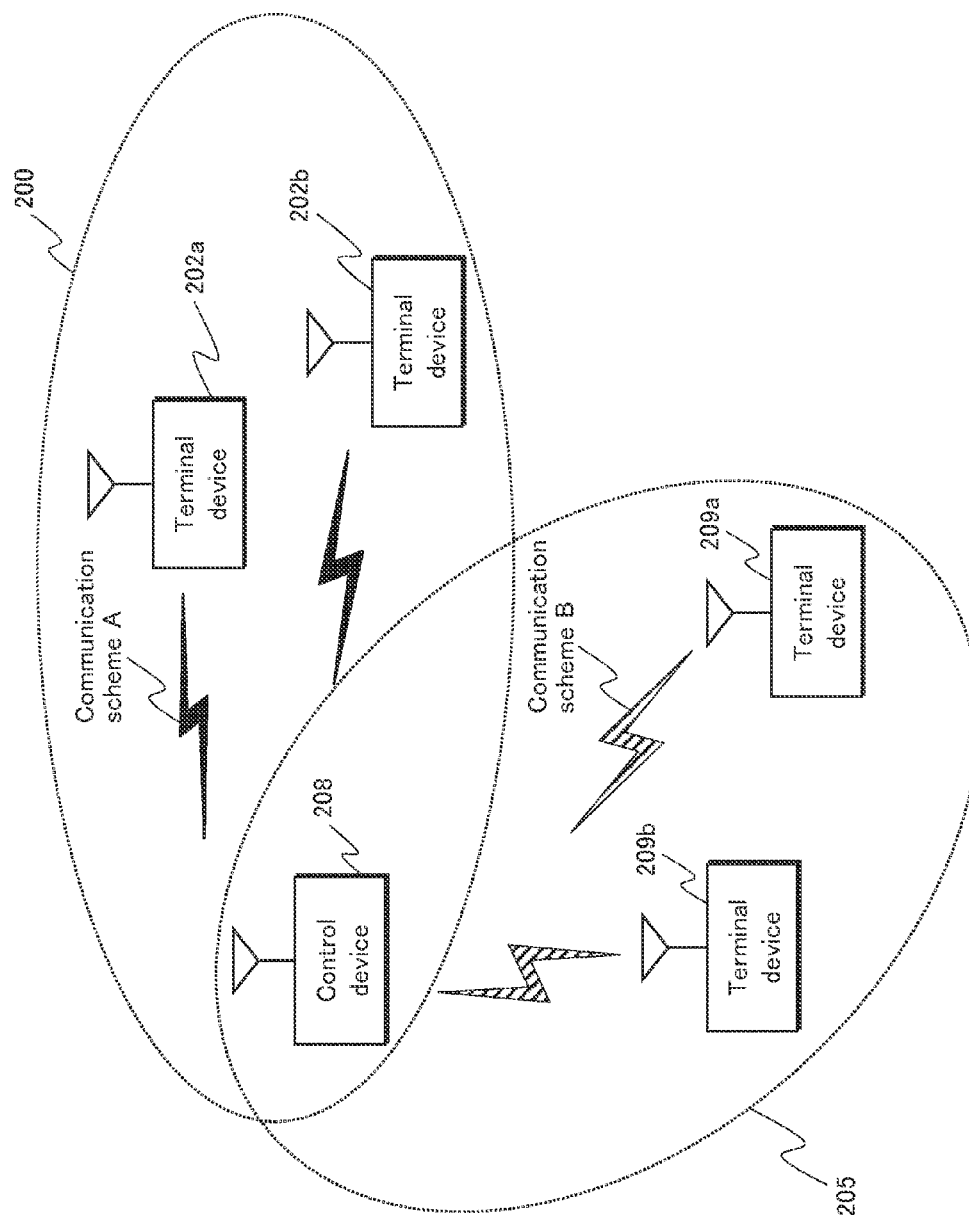 200
202a
Terminal
device
202b
Terminal
device
Communication
scheme A
208
Control
device
Communication
scheme B
209a
Terminal
device
209b
Terminal
device
205